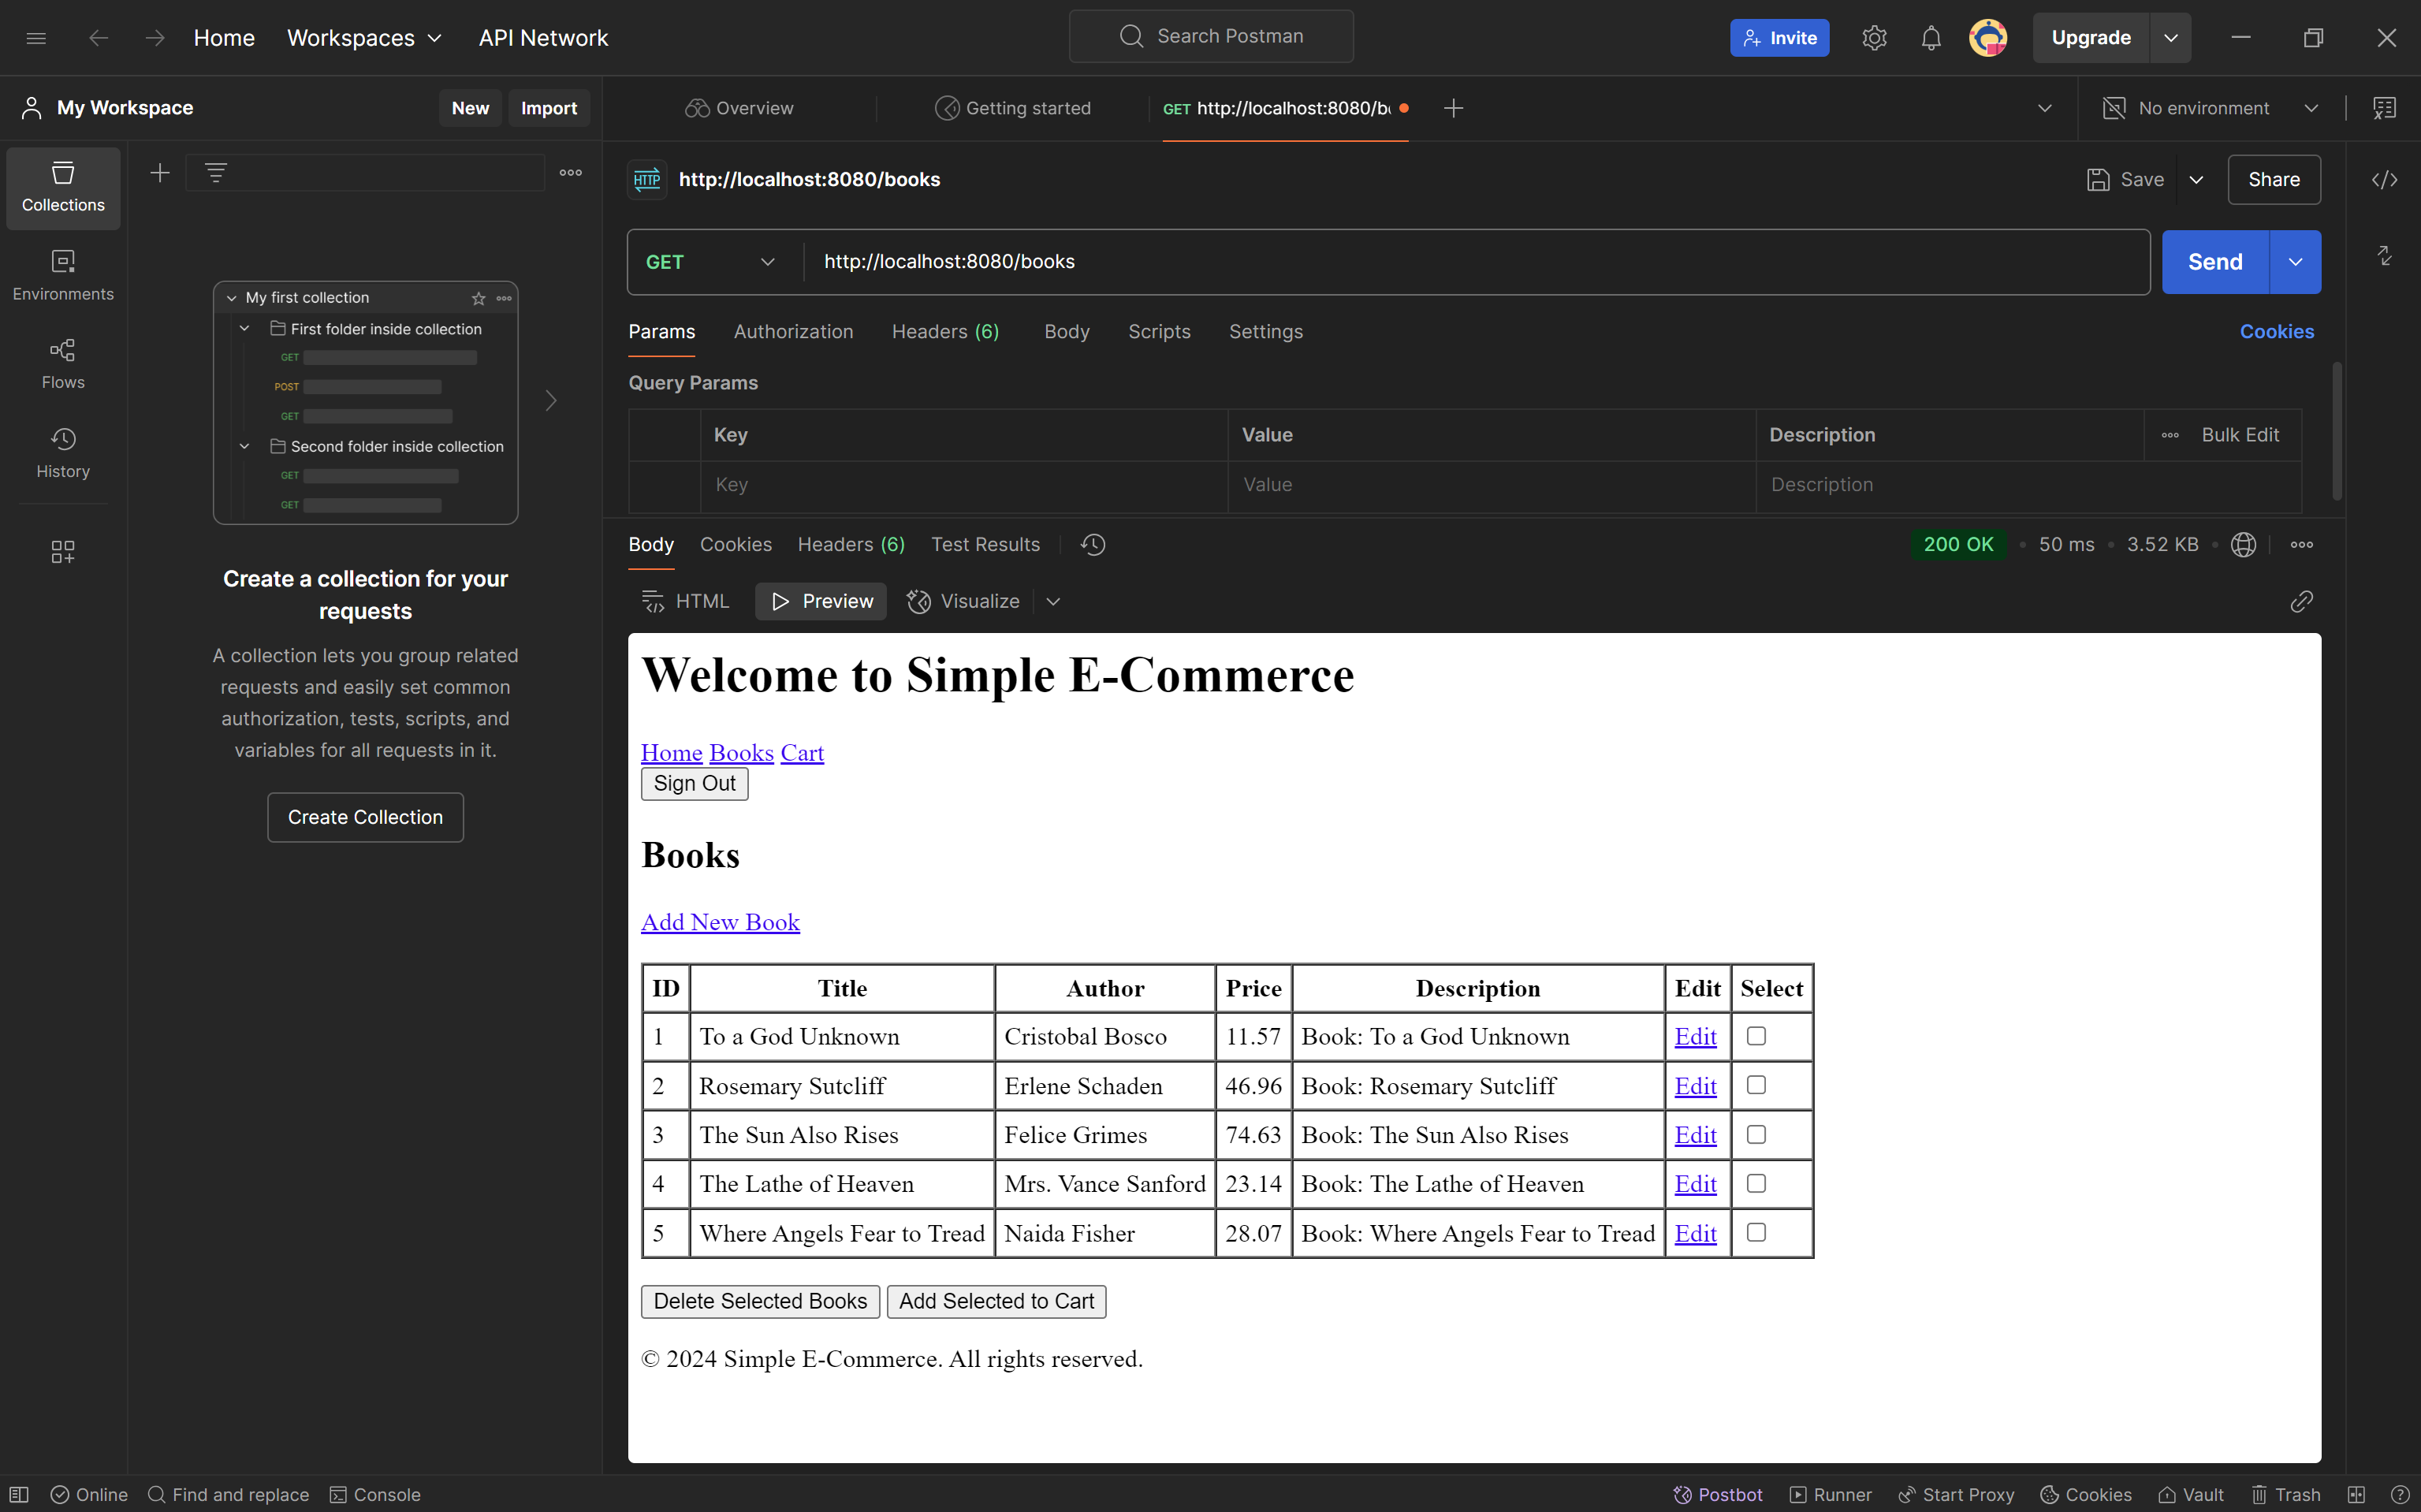 Home Workspaces API Network Search Postman Invite Upgrade
My Workspace New Import Overview Getting started GET http://localhost:8080/b No environment
Collections
Environments
Flows
History
My first collection
First folder inside collection
GET
POST
GET
Second folder inside collection
GET
GET
Create a collection for your
requests
A collection lets you group related
requests and easily set common
authorization, tests, scripts, and
variables for all requests in it.
Create Collection
HTTP http://localhost:8080/books Save Share
GET http://localhost:8080/books Send
Params Authorization Headers (6) Body Scripts Settings Cookies
Query Params
Key Value Description Bulk Edit
Key Value Description
Body Cookies Headers (6) Test Results 200 OK 50 ms 3.52 KB
HTML Preview Visualize
Welcome to Simple E-Commerce
Home Books Cart
Sign Out
Books
Add New Book
ID Title Author Price Description Edit Select
1 To a God Unknown Cristobal Bosco 11.57 Book: To a God Unknown Edit
2 Rosemary Sutcliff Erlene Schaden 46.96 Book: Rosemary Sutcliff Edit
3 The Sun Also Rises Felice Grimes 74.63 Book: The Sun Also Rises Edit
4 The Lathe of Heaven Mrs. Vance Sanford 23.14 Book: The Lathe of Heaven Edit
5 Where Angels Fear to Tread Naida Fisher 28.07 Book: Where Angels Fear to Tread Edit
Delete Selected Books Add Selected to Cart
© 2024 Simple E-Commerce. All rights reserved.
Online Find and replace Console Postbot Runner Start Proxy Cookies Vault Trash